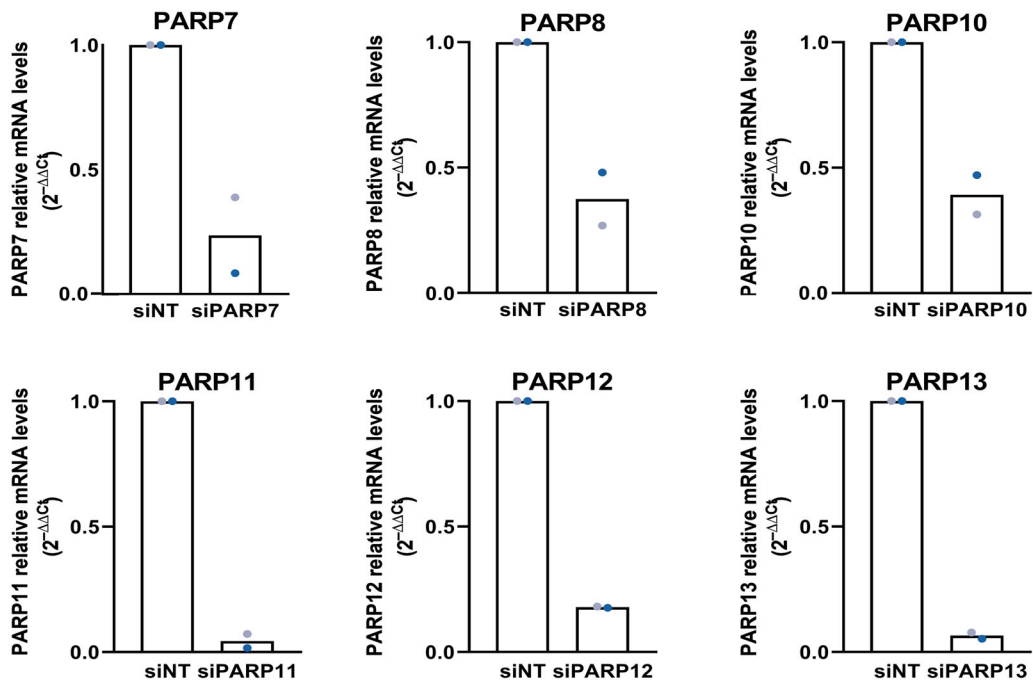 PARP7
PARP7 relative mRNA levels
(2^−ΔΔCt)
1.0
0.5
0.0
siNT siPARP7
PARP8
PARP8 relative mRNA levels
(2^−ΔΔCt)
1.0
0.5
0.0
siNT siPARP8
PARP10
PARP10 relative mRNA levels
(2^−ΔΔCt)
1.0
0.5
0.0
siNT siPARP10
PARP11
PARP11 relative mRNA levels
(2^−ΔΔCt)
1.0
0.5
0.0
siNT siPARP11
PARP12
PARP12 relative mRNA levels
(2^−ΔΔCt)
1.0
0.5
0.0
siNT siPARP12
PARP13
PARP13 relative mRNA levels
(2^−ΔΔCt)
1.0
0.5
0.0
siNT siPARP13